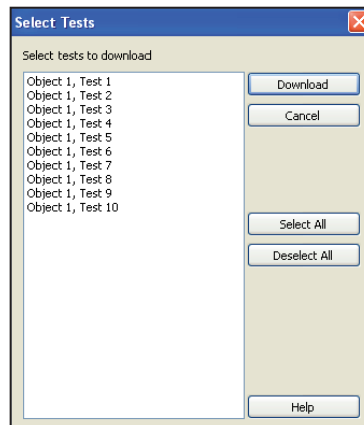 Select Tests
Select tests to download
Object 1, Test 1
Object 1, Test 2
Object 1, Test 3
Object 1, Test 4
Object 1, Test 5
Object 1, Test 6
Object 1, Test 7
Object 1, Test 8
Object 1, Test 9
Object 1, Test 10
Download
Cancel
Select All
Deselect All
Help